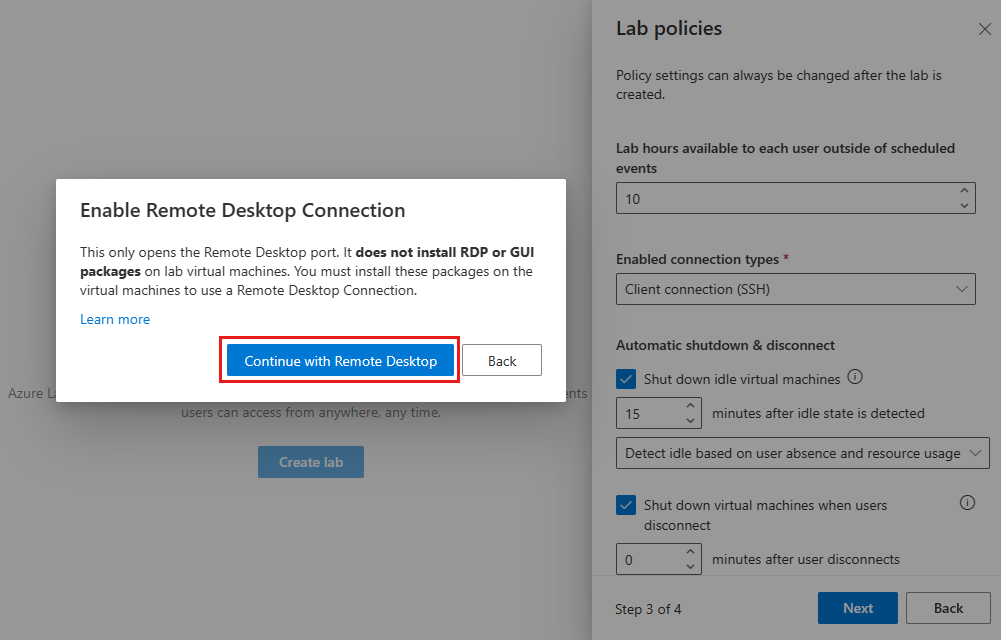 Lab policies
Policy settings can always be changed after the lab is
created.
Lab hours available to each user outside of scheduled
events
10
Enabled connection types *
Client connection (SSH)
Automatic shutdown & disconnect
Shut down idle virtual machines
15
minutes after idle state is detected
Detect idle based on user absence and resource usage
Shut down virtual machines when users
disconnect
0
minutes after user disconnects
Step 3 of 4
Next
Back
Enable Remote Desktop Connection
This only opens the Remote Desktop port. It does not install RDP or GUI
packages on lab virtual machines. You must install these packages on the
virtual machines to use a Remote Desktop Connection.
Learn more
Continue with Remote Desktop
Back
Azure
users can access from anywhere, any time.
Create lab